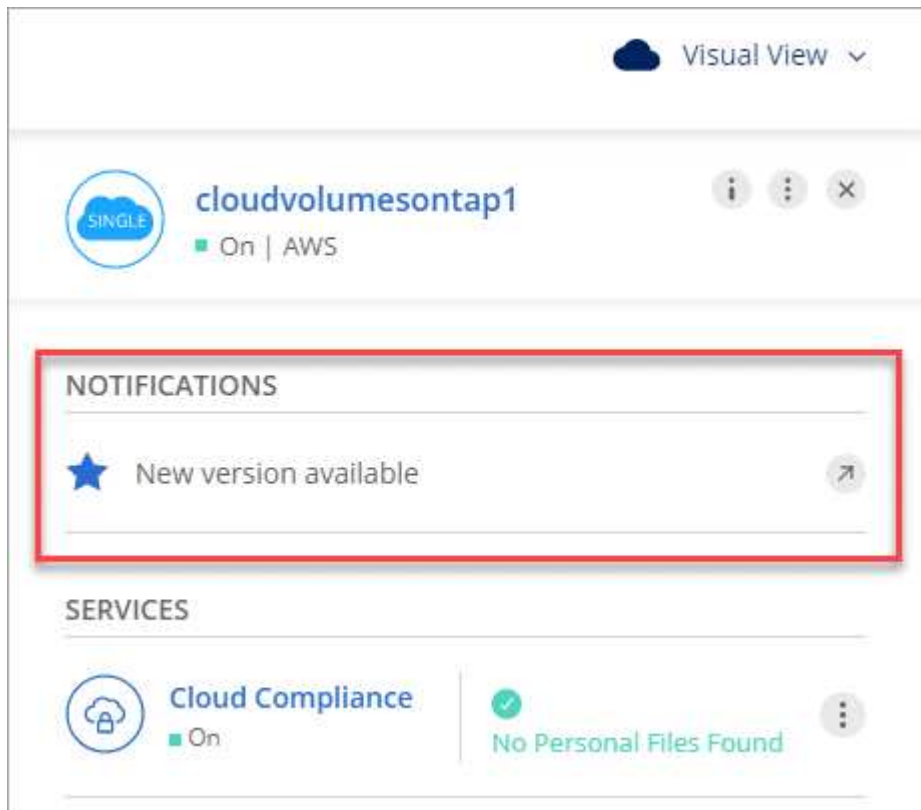 Visual View
SINGLE
cloudvolumesontap1
On | AWS
NOTIFICATIONS
New version available
SERVICES
Cloud Compliance
On
No Personal Files Found